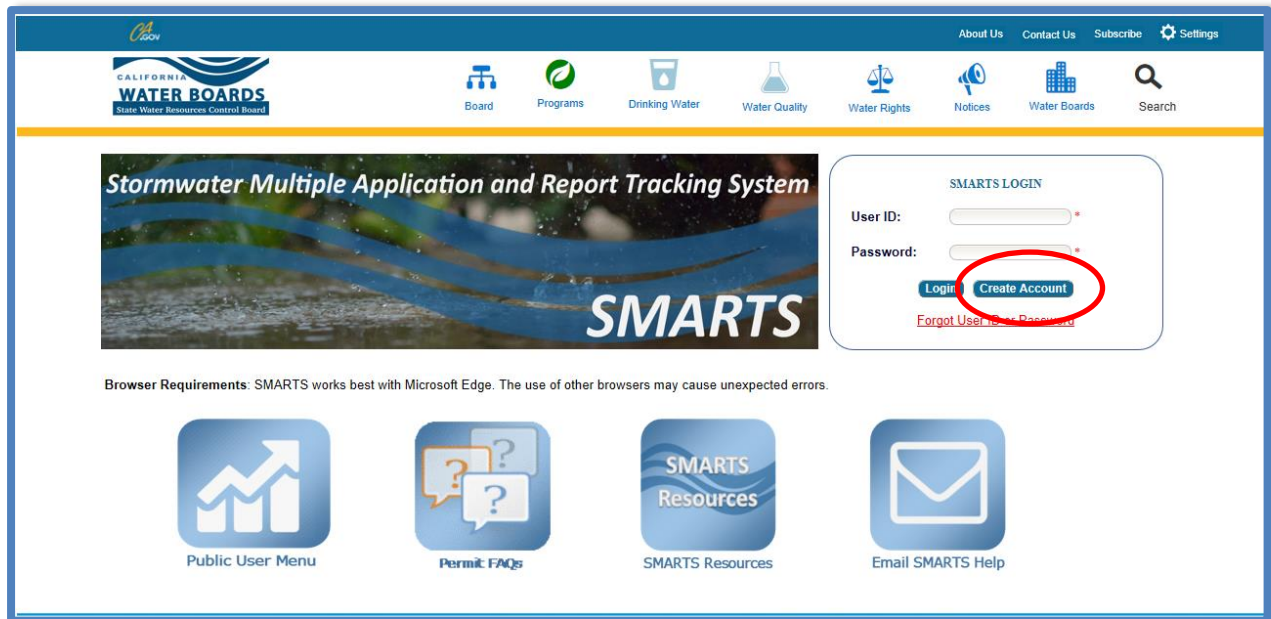 CA.GOV
About Us Contact Us Subscribe Settings
CALIFORNIA
WATER BOARDS
State Water Resources Control Board
Board Programs Drinking Water Water Quality Water Rights Notices Water Boards Search
Stormwater Multiple Application and Report Tracking System
SMARTS
SMARTS LOGIN
User ID: *
Password: *
Login Create Account
Forgot User ID or Password
Browser Requirements: SMARTS works best with Microsoft Edge. The use of other browsers may cause unexpected errors.
? ? ?
SMARTS
Resources
Public User Menu Permit FAQs SMARTS Resources Email SMARTS Help